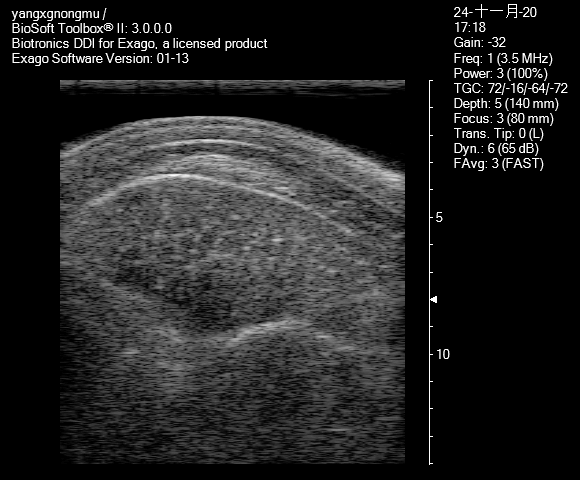 yangxgnongmu /
BioSoft Toolbox® II: 3.0.0.0
Biotronics DDI for Exago, a licensed product
Exago Software Version: 01-13
24-十一月-20
17:18
Gain: -32
Freq: 1 (3.5 MHz)
Power: 3 (100%)
TGC: 72/-16/-64/-72
Depth: 5 (140 mm)
Focus: 3 (80 mm)
Trans. Tip: 0 (L)
Dyn.: 6 (65 dB)
FAvg: 3 (FAST)
5
10